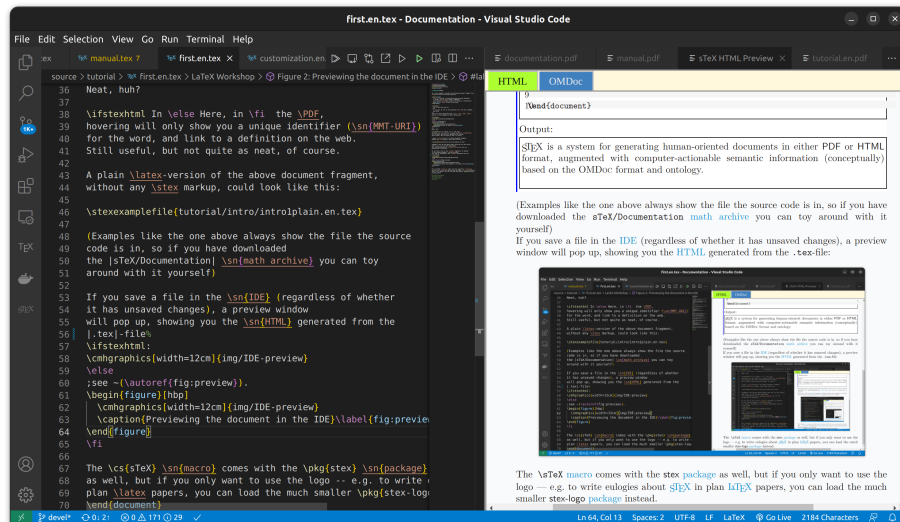 first.en.tex - Documentation - Visual Studio Code
File Edit Selection View Go Run Terminal Help
.tex manual.tex 7 first.en.tex customization.en. documentation.pdf manual.pdf sTeX HTML Preview tutorial.en.pdf
source > tutorial > first.en.tex > LaTeX Workshop > Figure 2: Previewing the document in the IDE > #la
36 Neat, huh?
37
38 \ifstexhtml In \else Here, in \fi the \PDF,
39 hovering will only show you a unique identifier (\sn{MMT-URI})
40 for the word, and link to a definition on the web.
41 Still useful, but not quite as neat, of course.
42
43 A plain \latex-version of the above document fragment,
44 without any \stex markup, could look like this:
45
46 \stexexamplefile{tutorial/intro/intro1plain.en.tex}
47
48 (Examples like the one above always show the file the source
49 code is in, so if you have downloaded
50 the |sTeX/Documentation| \sn{math archive} you can toy
51 around with it yourself)
52
53 If you save a file in the \sn{IDE} (regardless of whether
54 it has unsaved changes), a preview window
55 will pop up, showing you the \sn{HTML} generated from the
56 |.tex|-file%
57 \ifstexhtml:
58 \cmhgraphics[width=12cm]{img/IDE-preview}
59 \else
60 ;see ~(\autoref{fig:preview}).
61 \begin{figure}[hbp]
62 \cmhgraphics[width=12cm]{img/IDE-preview}
63 \caption{Previewing the document in the IDE}\label{fig:previe
64 \end{figure}
65 \fi
66
67 The \cs{sTeX} \sn{macro} comes with the \pkg{stex} \sn{package}
68 as well, but if you only want to use the logo -- e.g. to write
69 plan \latex papers, you can load the much smaller \pkg{stex-logo
70 \end{document}
1K+
TEX
sTEX
HTML OMDoc
9
\end{document}
Output:
sTEX is a system for generating human-oriented documents in either PDF or HTML
format, augmented with computer-actionable semantic information (conceptually)
based on the OMDoc format and ontology.
(Examples like the one above always show the file the source code is in, so if you have
downloaded the sTeX/Documentation math archive you can toy around with it
yourself)
If you save a file in the IDE (regardless of whether it has unsaved changes), a preview
window will pop up, showing you the HTML generated from the .tex-file:
The \sTeX macro comes with the stex package as well, but if you only want to use the
logo — e.g. to write eulogies about sTEX in plan LATEX papers, you can load the much
smaller stex-logo package instead.
devel* 0↓ 2↑ 0 171 29 Ln 64, Col 13 Spaces: 2 UTF-8 LF LaTeX Go Live 2184 Characters